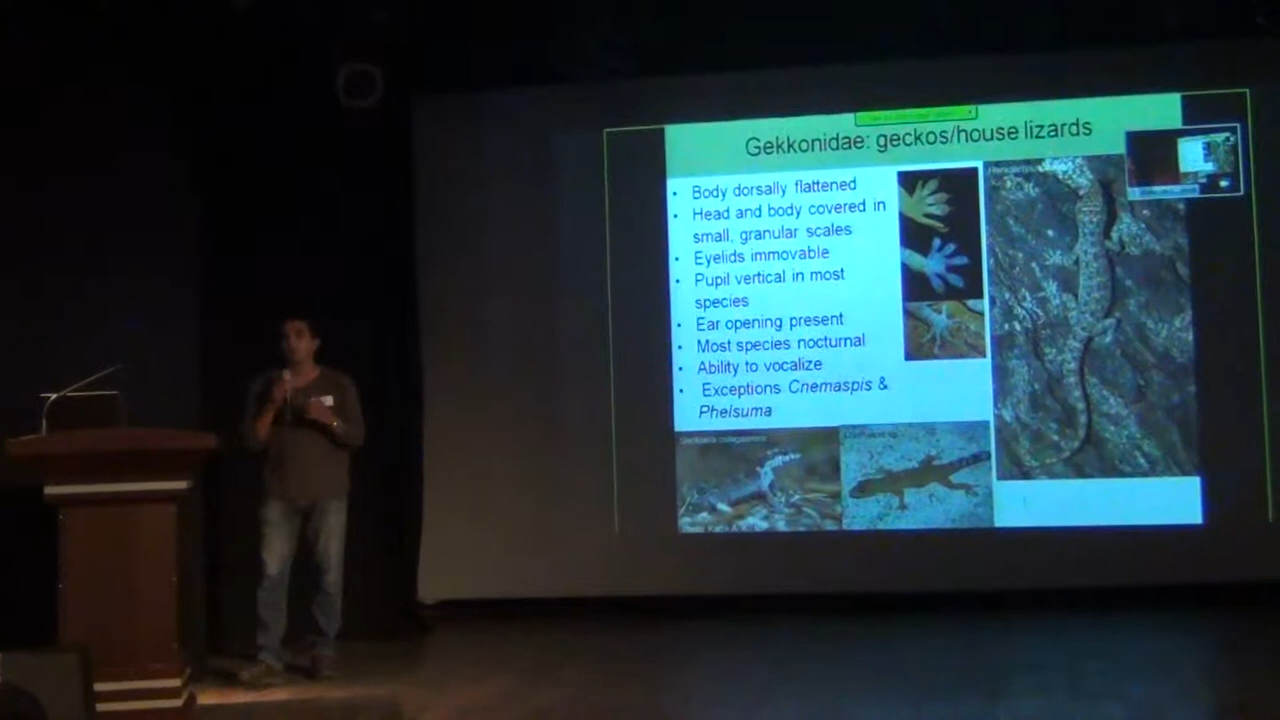 Gekkonidae: geckos/house lizards
• Body dorsally flattened
• Head and body covered in
small, granular scales
• Eyelids immovable
• Pupil vertical in most
species
• Ear opening present
• Most species nocturnal
• Ability to vocalize
• Exceptions Cnemaspis &
Phelsuma